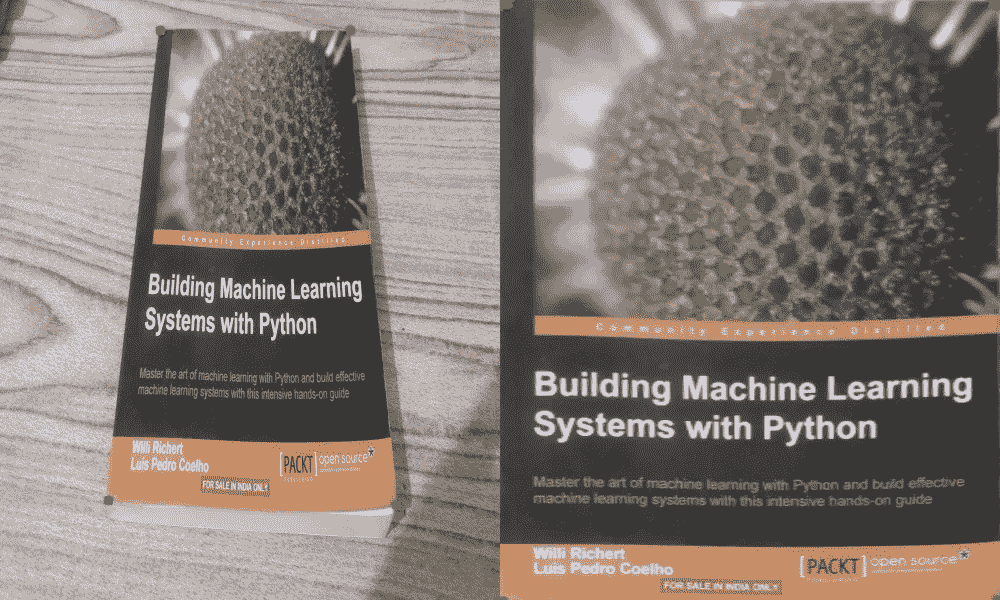 Community Experience Distilled
Building Machine Learning
Systems with Python
Master the art of machine learning with Python and build effective
machine learning systems with this intensive hands-on guide
Willi Richert
Luis Pedro Coelho
[PACKT] open source*
FOR SALE IN INDIA ONLY
Community Experience Distilled
Building Machine Learning
Systems with Python
Master the art of machine learning with Python and build effective
machine learning systems with this intensive hands-on guide
Willi Richert
Luis Pedro Coelho
[PACKT] open source*
FOR SALE IN INDIA ONLY